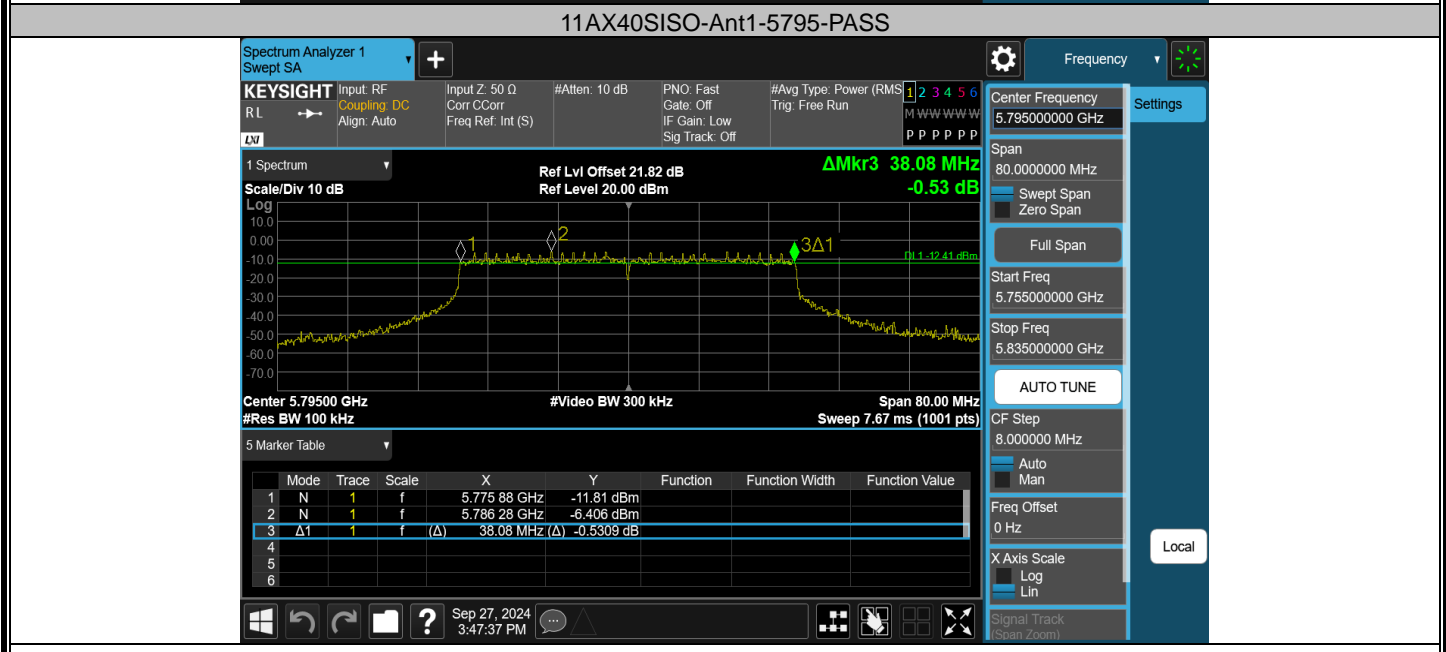 11AX40SISO-Ant1-5795-PASS
Spectrum Analyzer 1
Swept SA
Frequency
KEYSIGHT
RL
LXI
Input: RF
Coupling: DC
Align: Auto
Input Z: 50 Ω
Corr CCorr
Freq Ref: Int (S)
#Atten: 10 dB
PNO: Fast
Gate: Off
IF Gain: Low
Sig Track: Off
#Avg Type: Power (RMS
Trig: Free Run
1 2 3 4 5 6
M W W W W W
P P P P P P
Center Frequency
5.795000000 GHz
Settings
1 Spectrum
Scale/Div 10 dB
Ref Lvl Offset 21.82 dB
Ref Level 20.00 dBm
ΔMkr3 38.08 MHz
-0.53 dB
Log
10.0
0.00
-10.0
-20.0
-30.0
-40.0
-50.0
-60.0
-70.0
1
2
3Δ1
DL1 -12.41 dBm
Center 5.79500 GHz
#Video BW 300 kHz
Span 80.00 MHz
#Res BW 100 kHz
Sweep 7.67 ms (1001 pts)
Span
80.0000000 MHz
Swept Span
Zero Span
Full Span
Start Freq
5.755000000 GHz
Stop Freq
5.835000000 GHz
AUTO TUNE
CF Step
8.000000 MHz
Auto
Man
Freq Offset
0 Hz
X Axis Scale
Log
Lin
Signal Track
(Span Zoom)
Local
5 Marker Table
Mode Trace Scale X Y Function Function Width Function Value
1 N 1 f 5.775 88 GHz -11.81 dBm
2 N 1 f 5.786 28 GHz -6.406 dBm
3 Δ1 1 f (Δ) 38.08 MHz (Δ) -0.5309 dB
4
5
6
?
Sep 27, 2024
3:47:37 PM